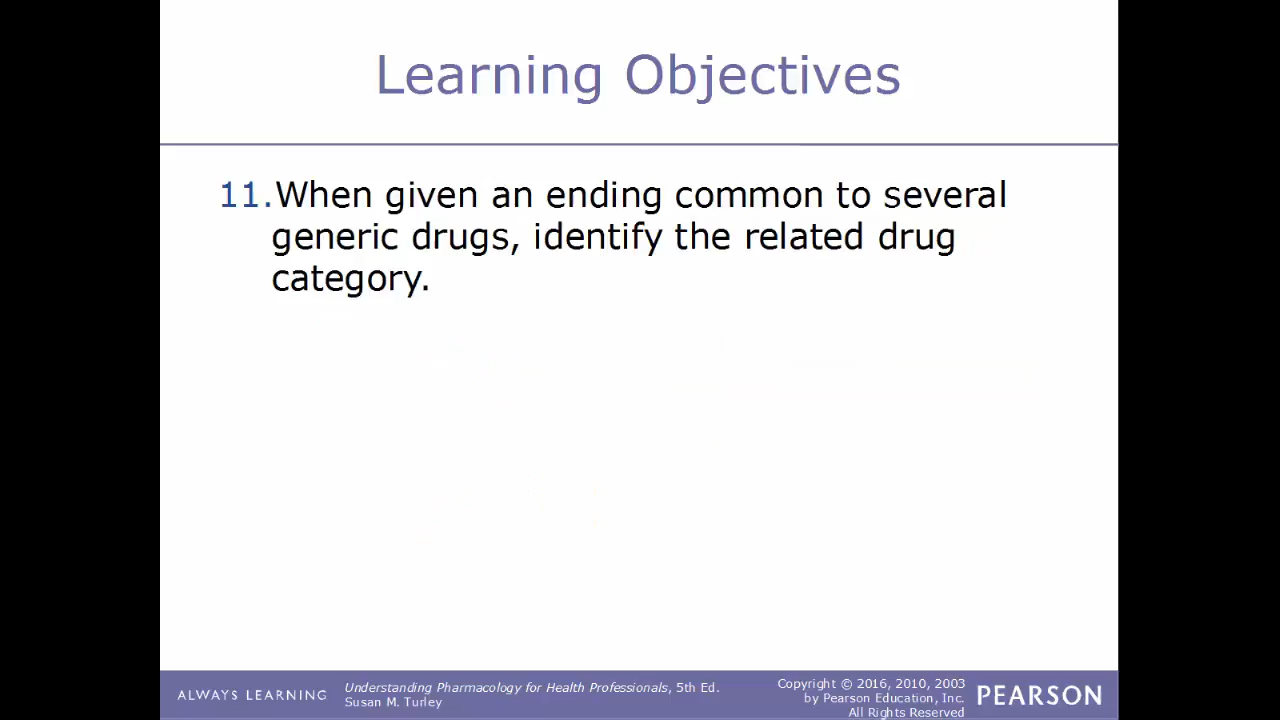 Learning Objectives
11.When given an ending common to several
generic drugs, identify the related drug
category.
ALWAYS LEARNING
Understanding Pharmacology for Health Professionals, 5th Ed.
Susan M. Turley
Copyright © 2016, 2010, 2003
by Pearson Education, Inc.
All Rights Reserved
PEARSON